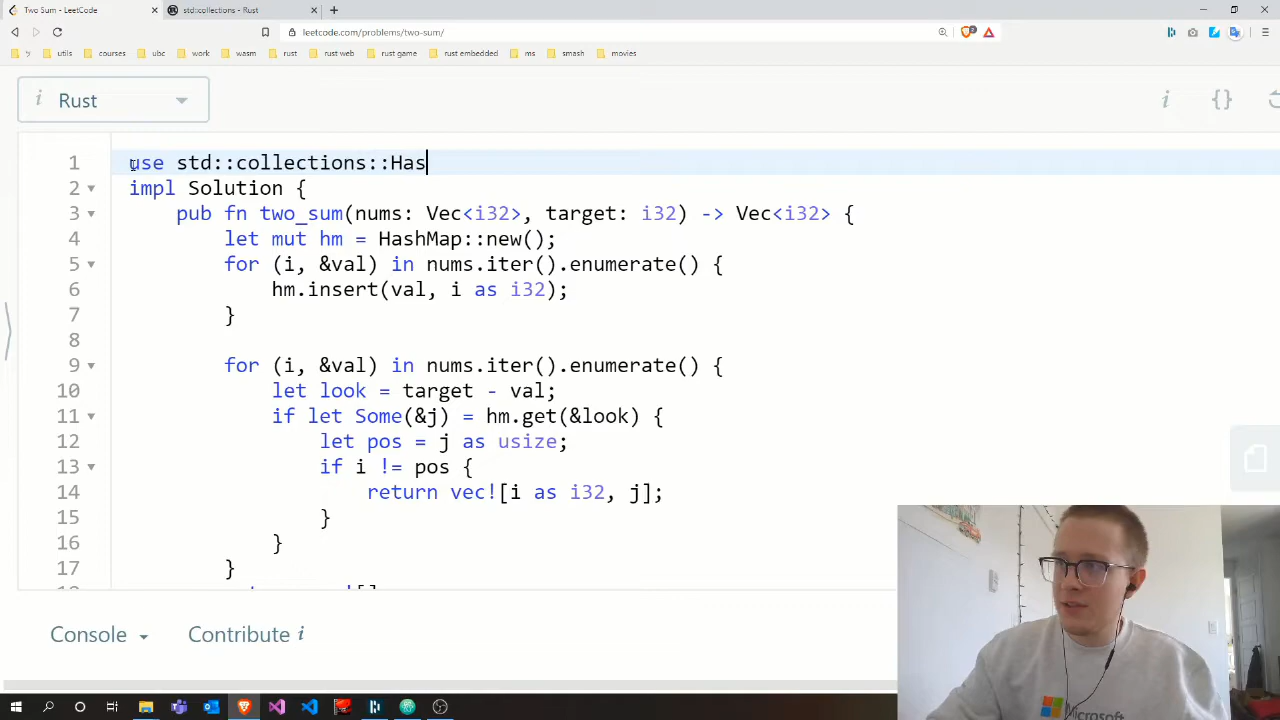 Two Sum - LeetCode
std::collections - Rust
leetcode.com/problems/two-sum/
utils
courses
ubc
work
wasm
rust
rust web
rust game
rust embedded
ms
smash
movies
i Rust
i {}
1 use std::collections::Has
2 impl Solution {
3 pub fn two_sum(nums: Vec<i32>, target: i32) -> Vec<i32> {
4 let mut hm = HashMap::new();
5 for (i, &val) in nums.iter().enumerate() {
6 hm.insert(val, i as i32);
7 }
8
9 for (i, &val) in nums.iter().enumerate() {
10 let look = target - val;
11 if let Some(&j) = hm.get(&look) {
12 let pos = j as usize;
13 if i != pos {
14 return vec![i as i32, j];
15 }
16 }
17 }
Console
Contribute i
Microsoft